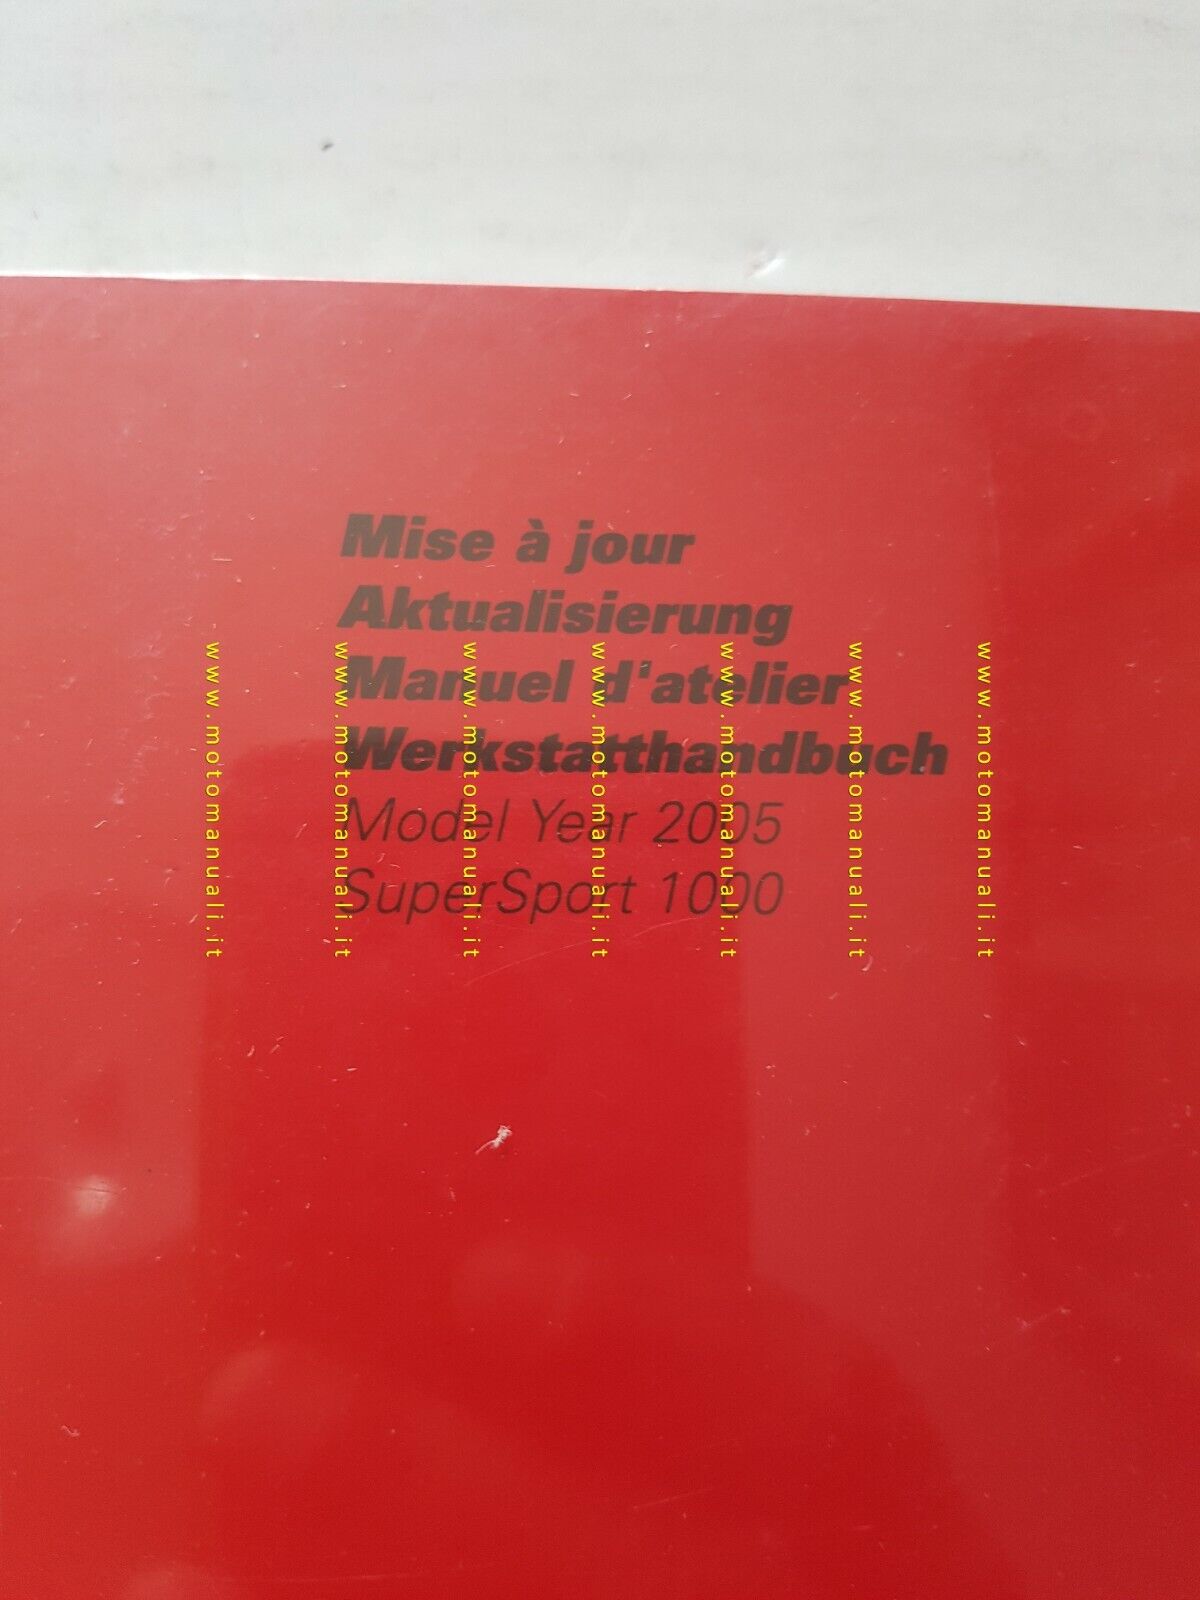 Mise à jour
Aktualisierung
Manuel d'atelier
Werkstatthandbuch
Model Year 2005
SuperSport 1000
www.motomanuali.it
www.motomanuali.it
www.motomanuali.it
www.motomanuali.it
www.motomanuali.it
www.motomanuali.it
www.motomanuali.it